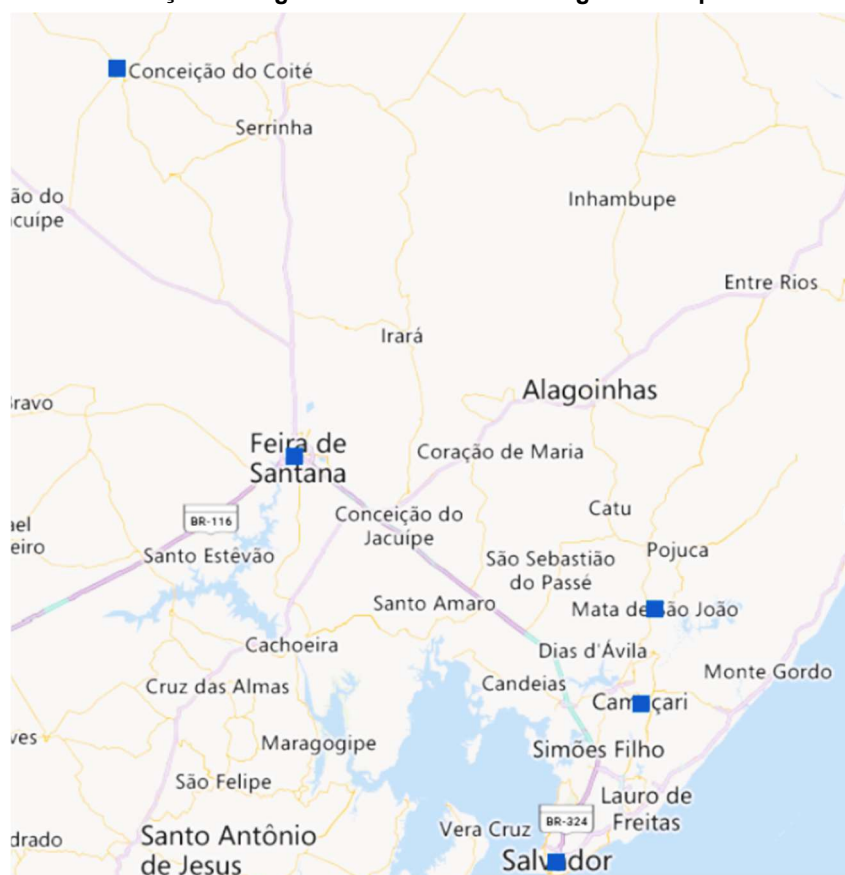 Conceição do Coité
Serrinha
ão do
Inhambupe
Entre Rios
Irará
Alagoinhas
Feira de
Santana
Coração de Maria
Catu
BR-116
Conceição do
Jacuípe
Santo Estêvão
Pojuca
São Sebastião
do Passé
Santo Amaro
Mata de São João
Cachoeira
Dias d'Ávila
Candeias
Monte Gordo
Cruz das Almas
Camaçari
Maragogipe
Simões Filho
São Felipe
Lauro de
Freitas
Vera Cruz
BR-324
Santo Antônio
de Jesus
Salvador